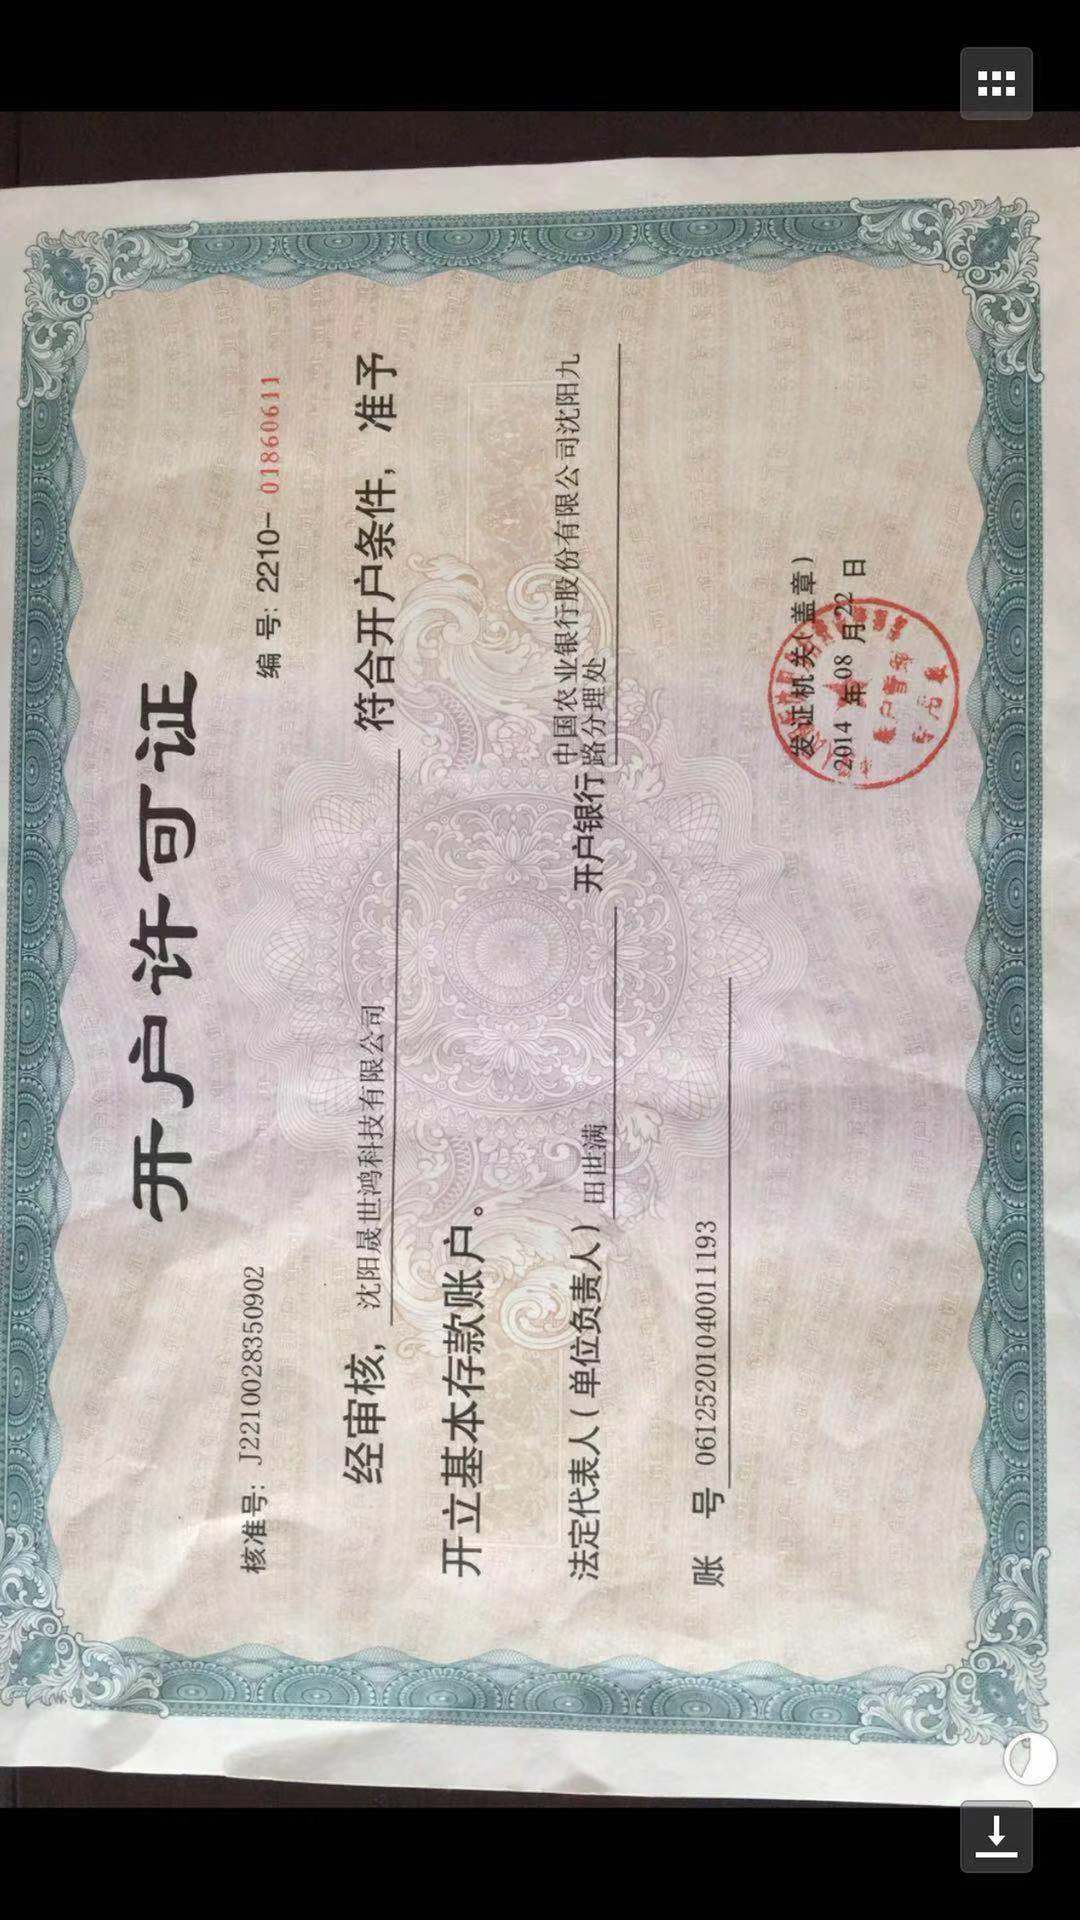 开户许可证
核准号: J2210028350902 编 号: 2210- 01860611
经审核, 沈阳晟世鸿科技有限公司 符合开户条件, 准予
开立基本存款账户。
法定代表人(单位负责人) 田世满 开户银行 中国农业银行股份有限公司沈阳九
路分理处
账 号 06125201040011193
发证机关(盖章)
2014 年 08 月 22 日